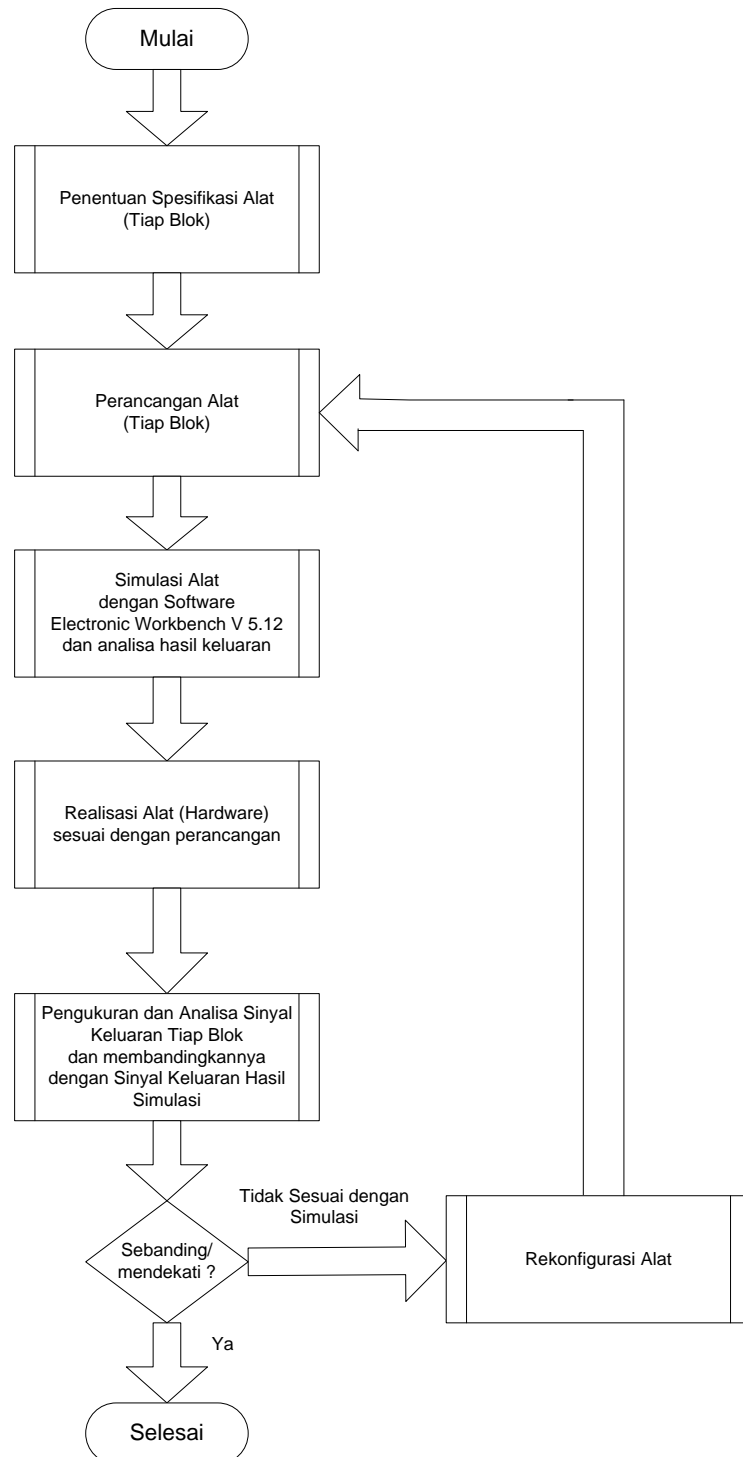 Mulai
Penentuan Spesifikasi Alat
(Tiap Blok)
Perancangan Alat
(Tiap Blok)
Simulasi Alat
dengan Software
Electronic Workbench V 5.12
dan analisa hasil keluaran
Realisasi Alat (Hardware)
sesuai dengan perancangan
Pengukuran dan Analisa Sinyal
Keluaran Tiap Blok
dan membandingkannya
dengan Sinyal Keluaran Hasil
Simulasi
Sebanding/
mendekati ?
Tidak Sesuai dengan
Simulasi
Rekonfigurasi Alat
Ya
Selesai